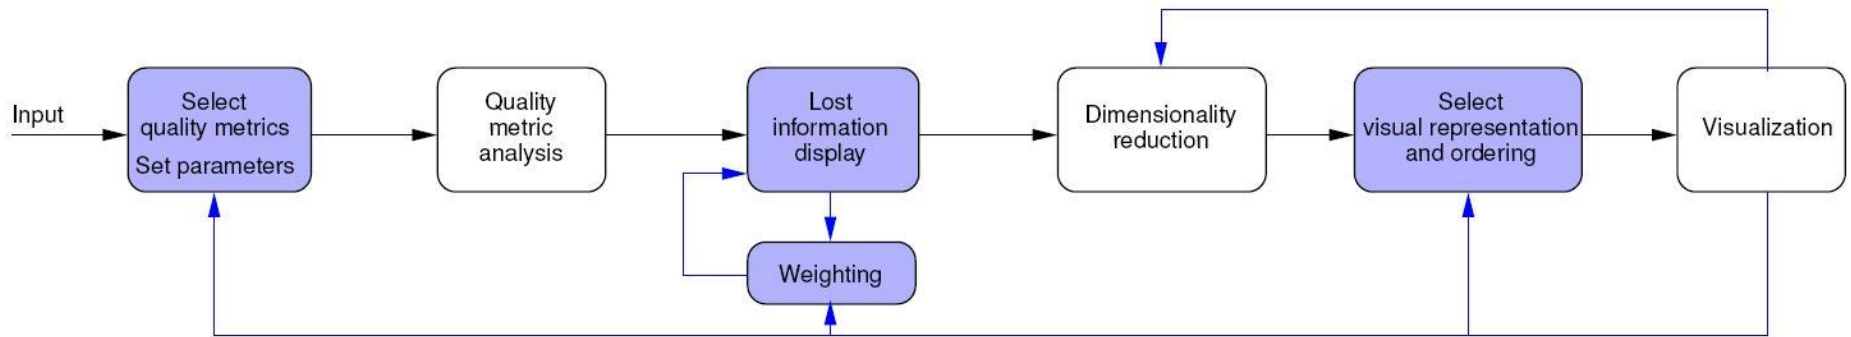 Input
Select
quality metrics
Set parameters
Quality
metric
analysis
Lost
information
display
Weighting
Dimensionality
reduction
Select
visual representation
and ordering
Visualization